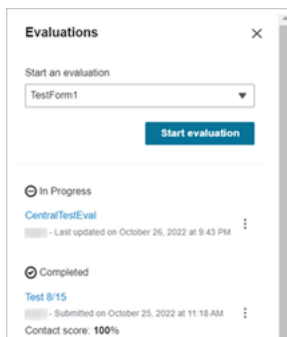 Evaluations
Start an evaluation
TestForm1
Start evaluation
In Progress
CentralTestEval
- Last updated on October 26, 2022 at 9:43 PM
Completed
Test 8/15
- Submitted on October 25, 2022 at 11:18 AM
Contact score: 100%